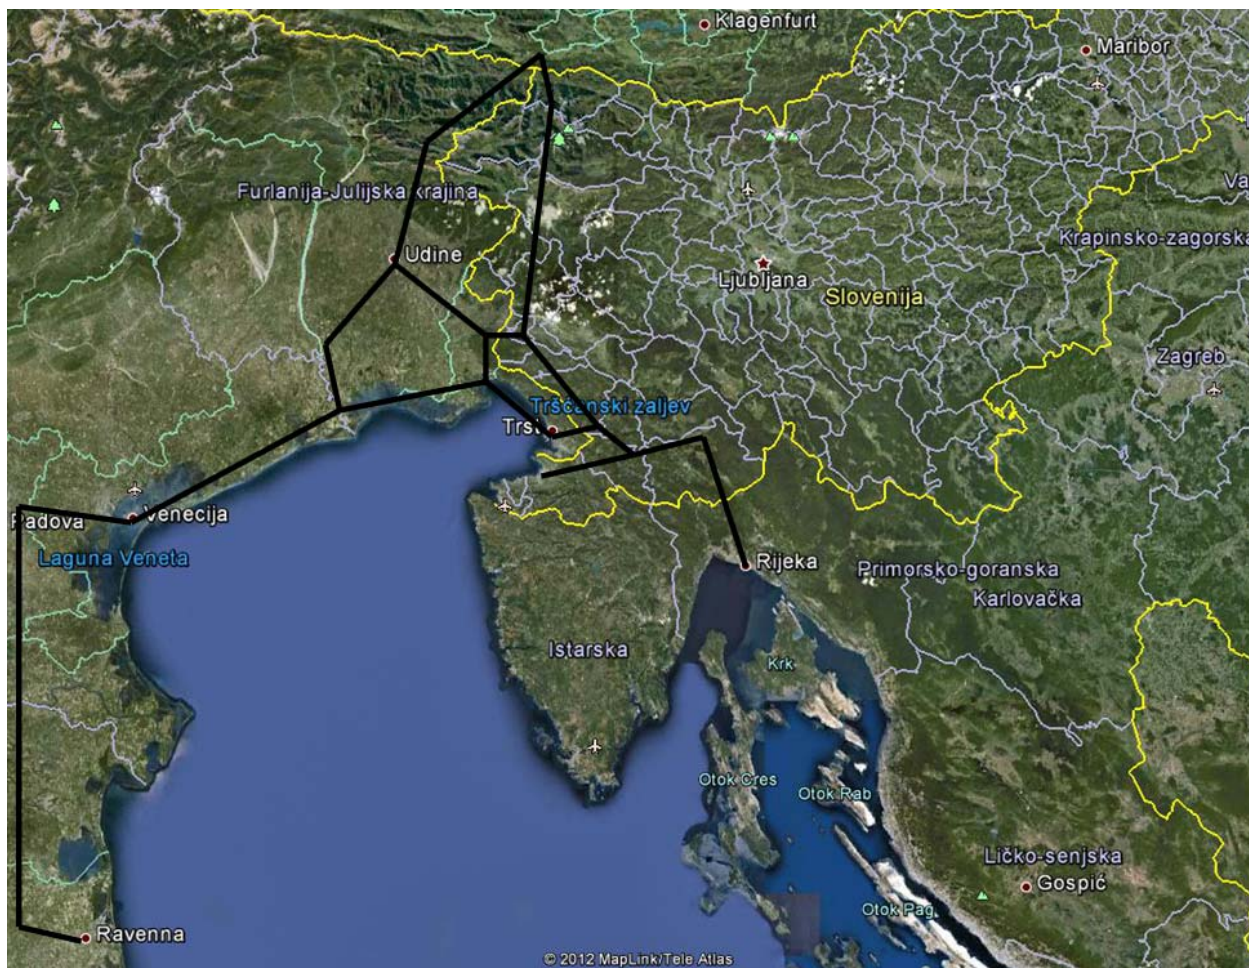 Klagenfurt
Maribor
Furlanija-Julijska krajina
Va
Krapinsko-zagorska
Udine
Ljubljana
Slovenija
Zagreb
Tršćanski zaljev
Trst
Padova
Venecija
Laguna Veneta
Rijeka
Primorsko-goranska
Karlovačka
Istarska
Krk
Otok Cres
Otok Rab
Ličko-senjska
Gospić
Otok Pag
Ravenna
© 2012 MapLink/Tele Atlas